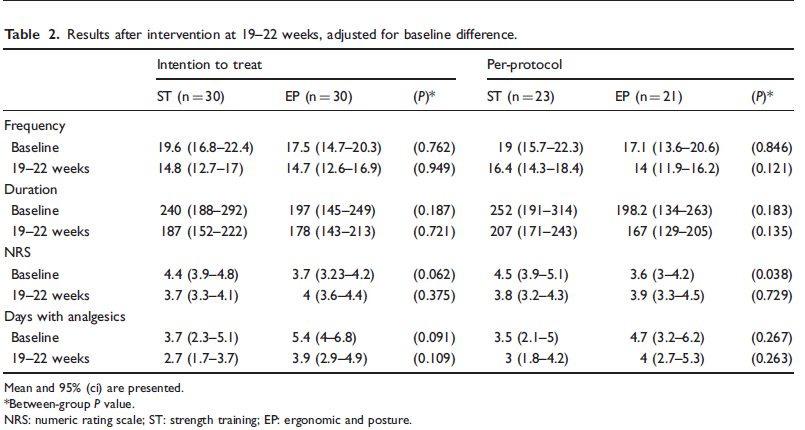 Table 2. Results after intervention at 19–22 weeks, adjusted for baseline difference.
Intention to treat Per-protocol
ST (n = 30) EP (n = 30) (P)* ST (n = 23) EP (n = 21) (P)*
Frequency
Baseline 19.6 (16.8–22.4) 17.5 (14.7–20.3) (0.762) 19 (15.7–22.3) 17.1 (13.6–20.6) (0.846)
19–22 weeks 14.8 (12.7–17) 14.7 (12.6–16.9) (0.949) 16.4 (14.3–18.4) 14 (11.9–16.2) (0.121)
Duration
Baseline 240 (188–292) 197 (145–249) (0.187) 252 (191–314) 198.2 (134–263) (0.183)
19–22 weeks 187 (152–222) 178 (143–213) (0.721) 207 (171–243) 167 (129–205) (0.135)
NRS
Baseline 4.4 (3.9–4.8) 3.7 (3.23–4.2) (0.062) 4.5 (3.9–5.1) 3.6 (3–4.2) (0.038)
19–22 weeks 3.7 (3.3–4.1) 4 (3.6–4.4) (0.375) 3.8 (3.2–4.3) 3.9 (3.3–4.5) (0.729)
Days with analgesics
Baseline 3.7 (2.3–5.1) 5.4 (4–6.8) (0.091) 3.5 (2.1–5) 4.7 (3.2–6.2) (0.267)
19–22 weeks 2.7 (1.7–3.7) 3.9 (2.9–4.9) (0.109) 3 (1.8–4.2) 4 (2.7–5.3) (0.263)
Mean and 95% (ci) are presented.
*Between-group P value.
NRS: numeric rating scale; ST: strength training; EP: ergonomic and posture.